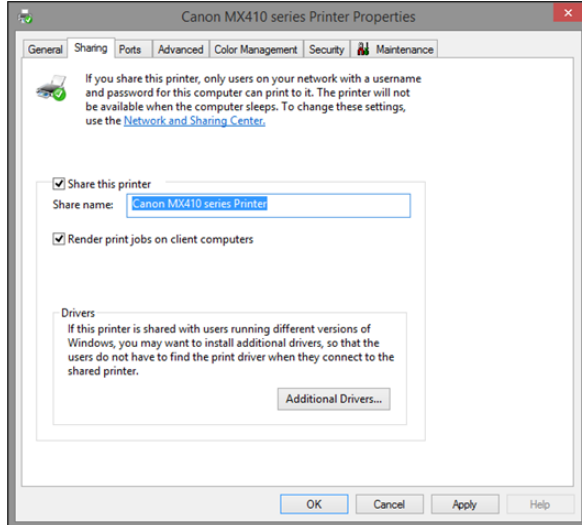 Canon MX410 series Printer Properties
General Sharing Ports Advanced Color Management Security Maintenance
If you share this printer, only users on your network with a username
and password for this computer can print to it. The printer will not
be available when the computer sleeps. To change these settings,
use the Network and Sharing Center.
Share this printer
Share name: Canon MX410 series Printer
Render print jobs on client computers
Drivers
If this printer is shared with users running different versions of
Windows, you may want to install additional drivers, so that the
users do not have to find the print driver when they connect to the
shared printer.
Additional Drivers...
OK Cancel Apply Help